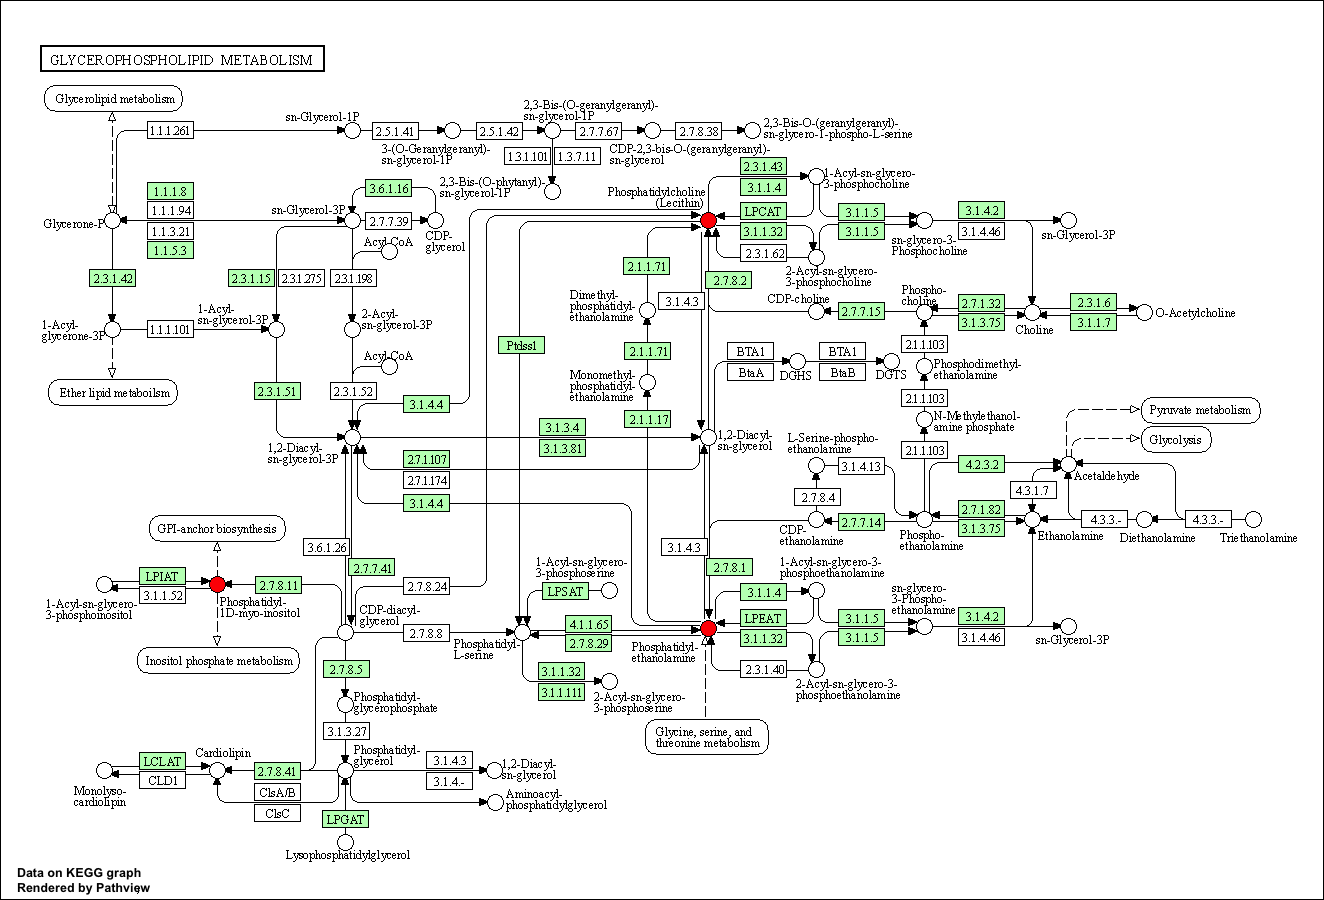 GLYCEROPHOSPHOLIPID METABOLISM
Glycerolipid metabolism
sn-Glycerol-1P
2,3-Bis-(O-geranylgeranyl)-
sn-glycerol-1P
1.1.1.261
2.5.1.41
2.5.1.42
2.7.7.67
2.7.8.38
2,3-Bis-O-(geranylgeranyl)-
sn-glycero-1-phospho-L-serine
3-(O-Geranylgeranyl)-
sn-glycerol-1P
1.3.1.101
1.3.7.11
CDP-2,3-bis-O-(geranylgeranyl)-
sn-glycerol
2,3-Bis-(O-phytanyl)-
sn-glycerol-1P
1.1.1.8
1.1.1.94
1.1.3.21
1.1.5.3
Glycerone-P
sn-Glycerol-3P
3.6.1.16
2.7.7.39
CDP-
glycerol
Acyl-CoA
Phosphatidylcholine
(Lecithin)
2.3.1.43
3.1.1.4
LPCAT
3.1.1.32
2.3.1.62
1-Acyl-sn-glycero-
3-phosphocholine
3.1.1.5
3.1.1.5
sn-glycero-3-
Phosphocholine
3.1.4.2
3.1.4.46
sn-Glycerol-3P
2-Acyl-sn-glycero-
3-phosphocholine
2.3.1.42
2.3.1.15
2.3.1.275
2.3.1.198
2.1.1.71
2.7.8.2
3.1.4.3
Dimethyl-
phosphatidyl-
ethanolamine
CDP-choline
2.7.7.15
Phospho-
choline
2.7.1.32
3.1.3.75
Choline
2.3.1.6
3.1.1.7
O-Acetylcholine
1-Acyl-
glycerone-3P
1.1.1.101
1-Acyl-
sn-glycerol-3P
2-Acyl-
sn-glycerol-3P
Acyl-CoA
Ptdss1
2.1.1.71
BTA1
BtaA
DGHS
BTA1
BtaB
DGTS
2.1.1.103
Phosphodimethyl-
ethanolamine
Ether lipid metaboilsm
2.3.1.51
2.3.1.52
3.1.4.4
Monomethyl-
phosphatidyl-
ethanolamine
2.1.1.17
2.1.1.103
N-Methylethanol-
amine phosphate
2.1.1.103
Pyruvate metabolism
Glycolysis
1,2-Diacyl-
sn-glycerol-3P
3.1.3.4
3.1.3.81
1,2-Diacyl-
sn-glycerol
2.7.1.107
2.7.1.174
3.1.4.4
L-Serine-phospho-
ethanolamine
3.1.4.13
2.7.8.4
4.2.3.2
Acetaldehyde
4.3.1.7
CDP-
ethanolamine
2.7.7.14
Phospho-
ethanolamine
2.7.1.82
3.1.3.75
Ethanolamine
4.3.3.-
Diethanolamine
4.3.3.-
Triethanolamine
GPI-anchor biosynthesis
3.6.1.26
2.7.7.41
3.1.4.3
2.7.8.1
LPIAT
3.1.1.52
1-Acyl-sn-glycero-
3-phosphoinositol
2.7.8.11
Phosphatidyl-
1D-myo-inositol
CDP-diacyl-
glycerol
2.7.8.24
2.7.8.8
1-Acyl-sn-glycero-
3-phosphoserine
LPSAT
Phosphatidyl-
L-serine
4.1.1.65
2.7.8.29
3.1.1.32
3.1.1.111
2-Acyl-sn-glycero-
3-phosphoserine
Phosphatidyl-
ethanolamine
1-Acyl-sn-glycero-3-
phosphoethanolamine
3.1.1.4
LPEAT
3.1.1.32
2.3.1.40
2-Acyl-sn-glycero-3-
phosphoethanolamine
3.1.1.5
3.1.1.5
sn-glycero-
3-Phospho-
ethanolamine
3.1.4.2
3.1.4.46
sn-Glycerol-3P
Inositol phosphate metabolism
2.7.8.5
Phosphatidyl-
glycerophosphate
3.1.3.27
Glycine, serine, and
threonine metabolism
LCLAT
CLD1
Monolyso-
cardiolipin
Cardiolipin
2.7.8.41
ClsA/B
ClsC
Phosphatidyl-
glycerol
3.1.4.3
3.1.4.-
1,2-Diacyl-
sn-glycerol
Aminoacyl-
phosphatidylglycerol
LPGAT
Lysophosphatidylglycerol
Data on KEGG graph
Rendered by Pathview